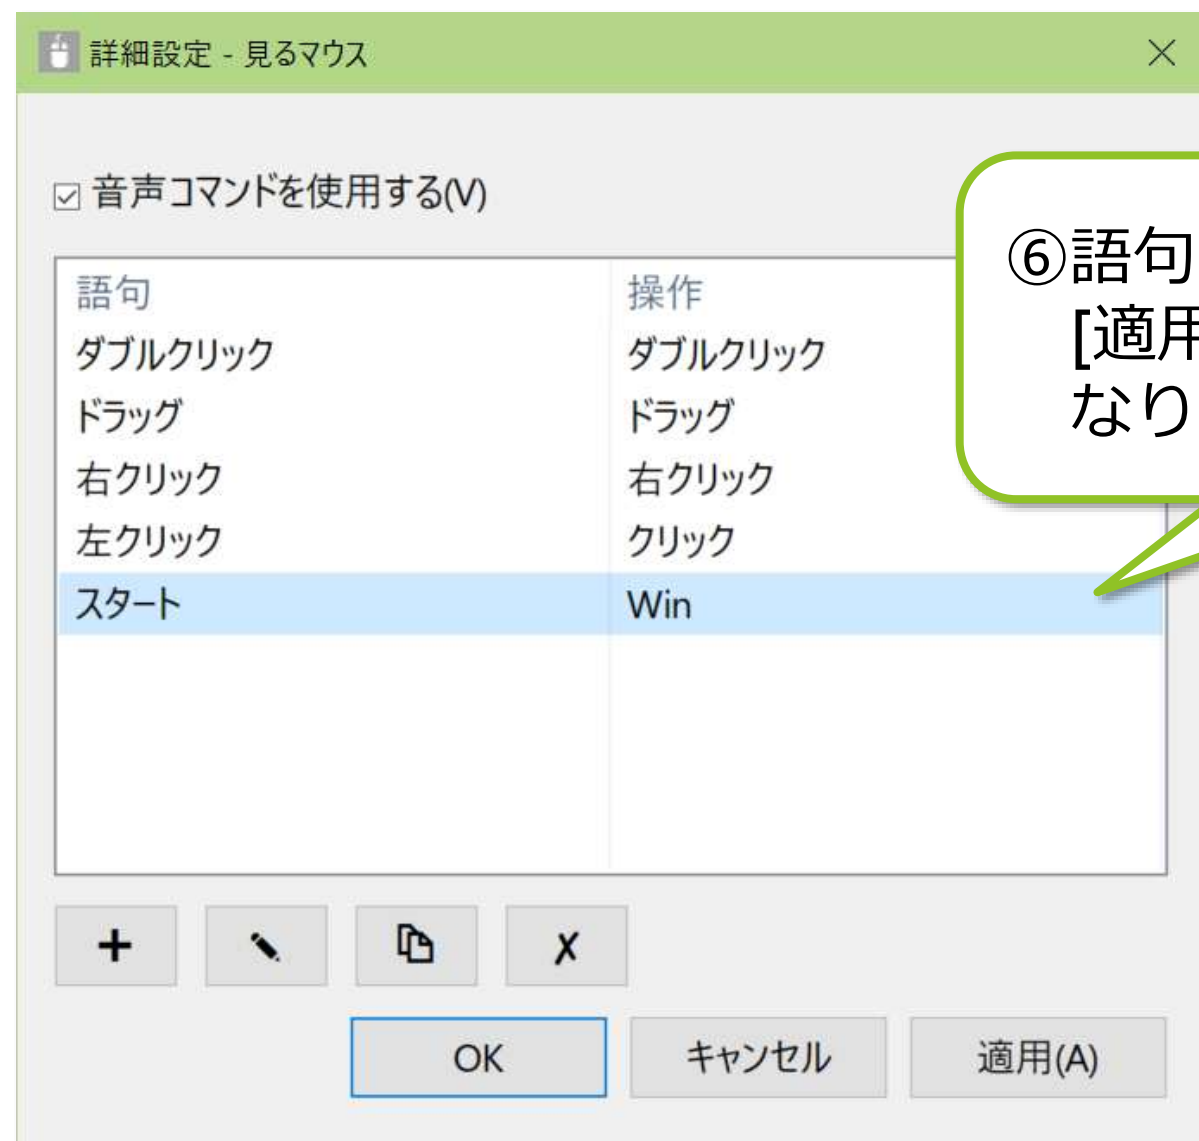 詳細設定 - 見るマウス
音声コマンドを使用する(V)
語句 操作
ダブルクリック ダブルクリック
ドラッグ ドラッグ
右クリック 右クリック
左クリック クリック
スタート Win
⑥語句
[適用
なり
OK キャンセル 適用(A)